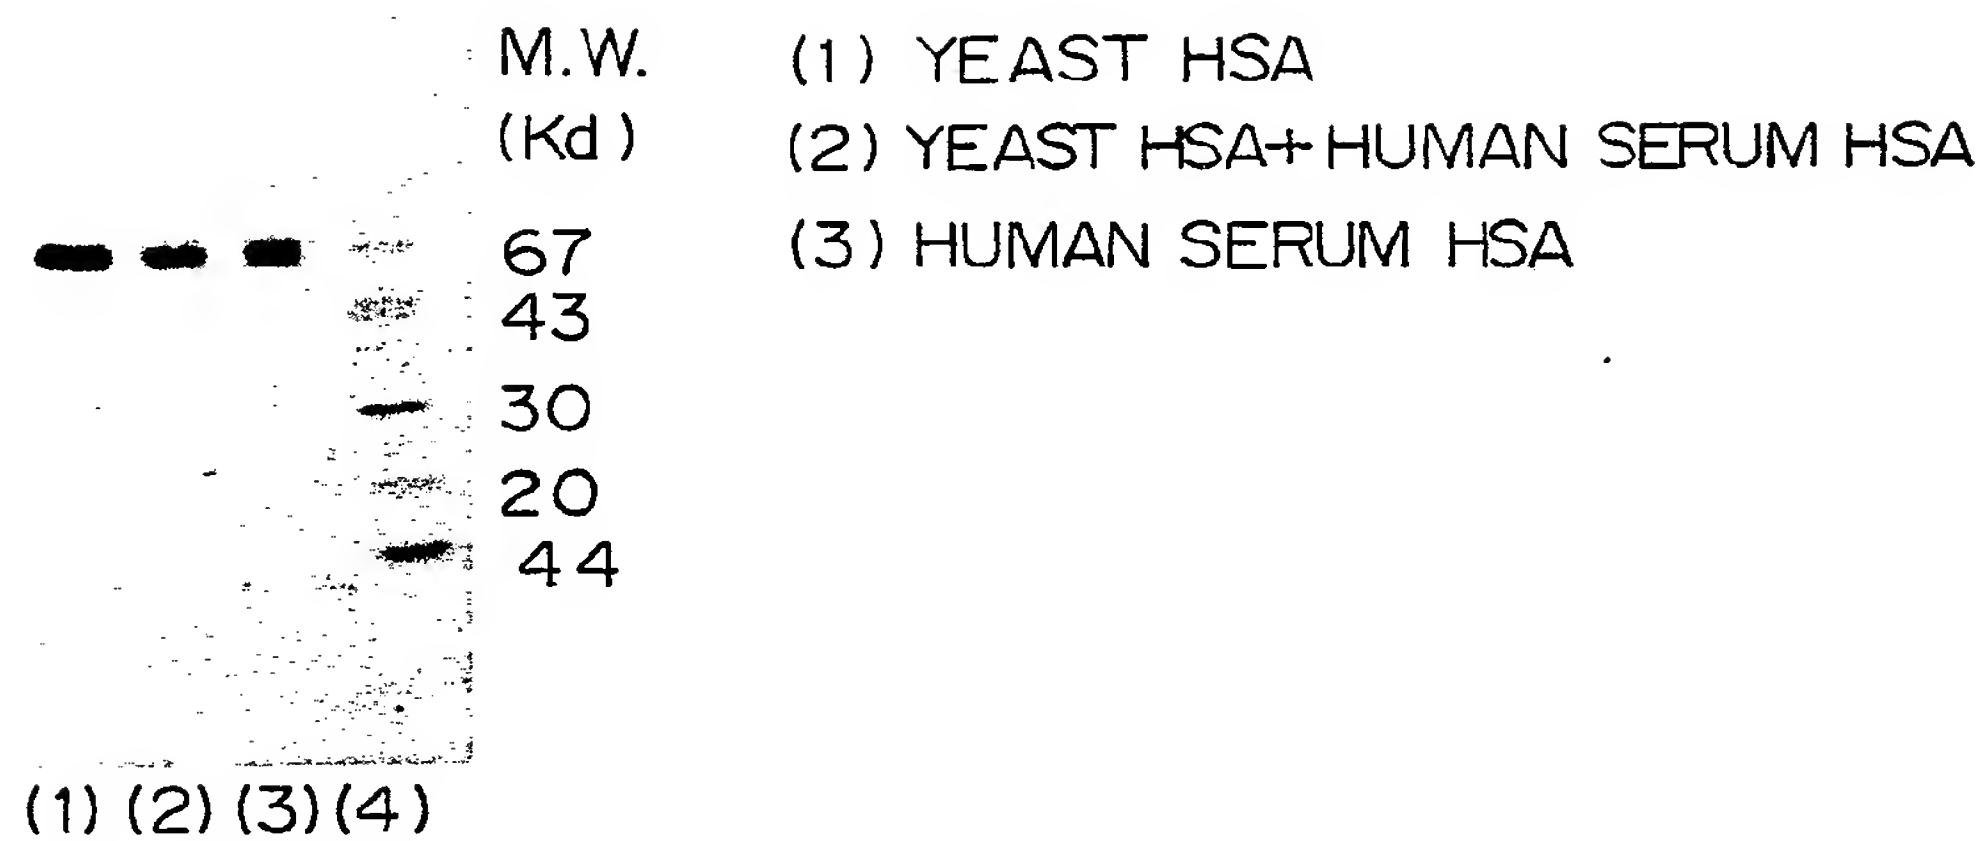 M.W.
(Kd)
67
43
30
20
44
(1) YEAST HSA
(2) YEAST HSA+HUMAN SERUM HSA
(3) HUMAN SERUM HSA
(1) (2) (3) (4)